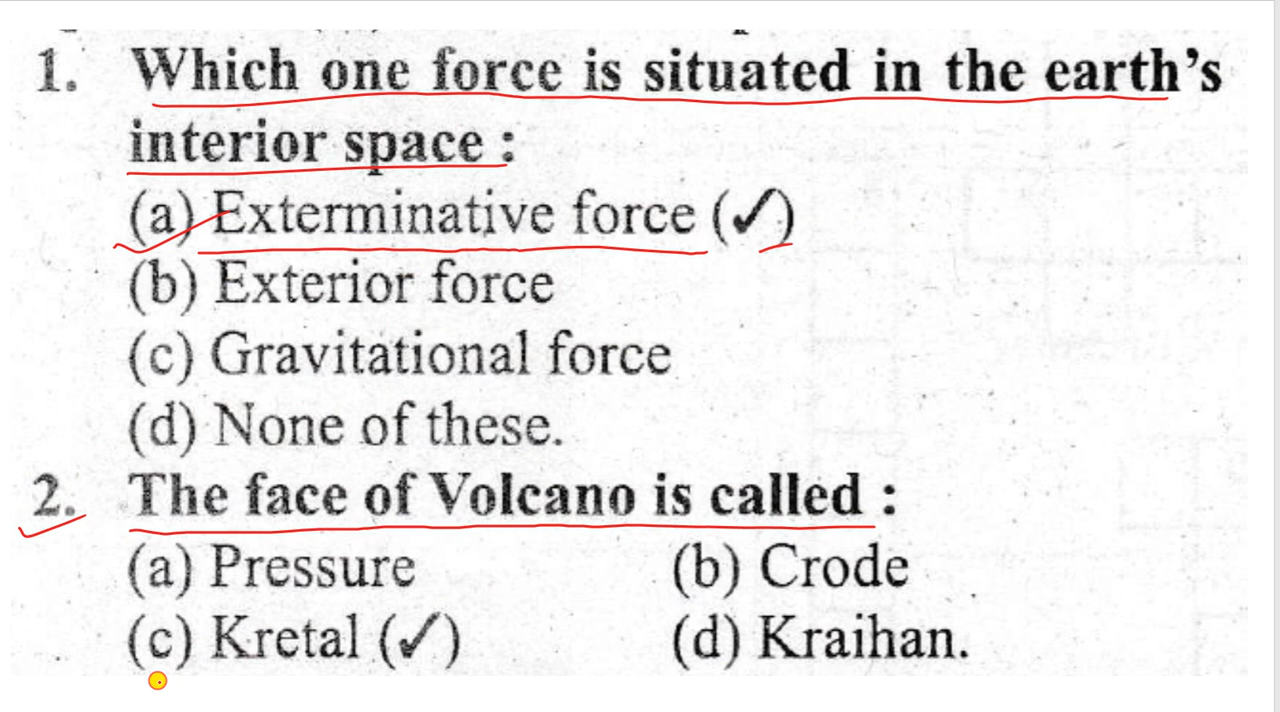 1. Which one force is situated in the earth's
interior space :
(a) Exterminative force (✓)
(b) Exterior force
(c) Gravitational force
(d) None of these.
2. The face of Volcano is called :
(a) Pressure (b) Crode
(c) Kretal (✓) (d) Kraihan.